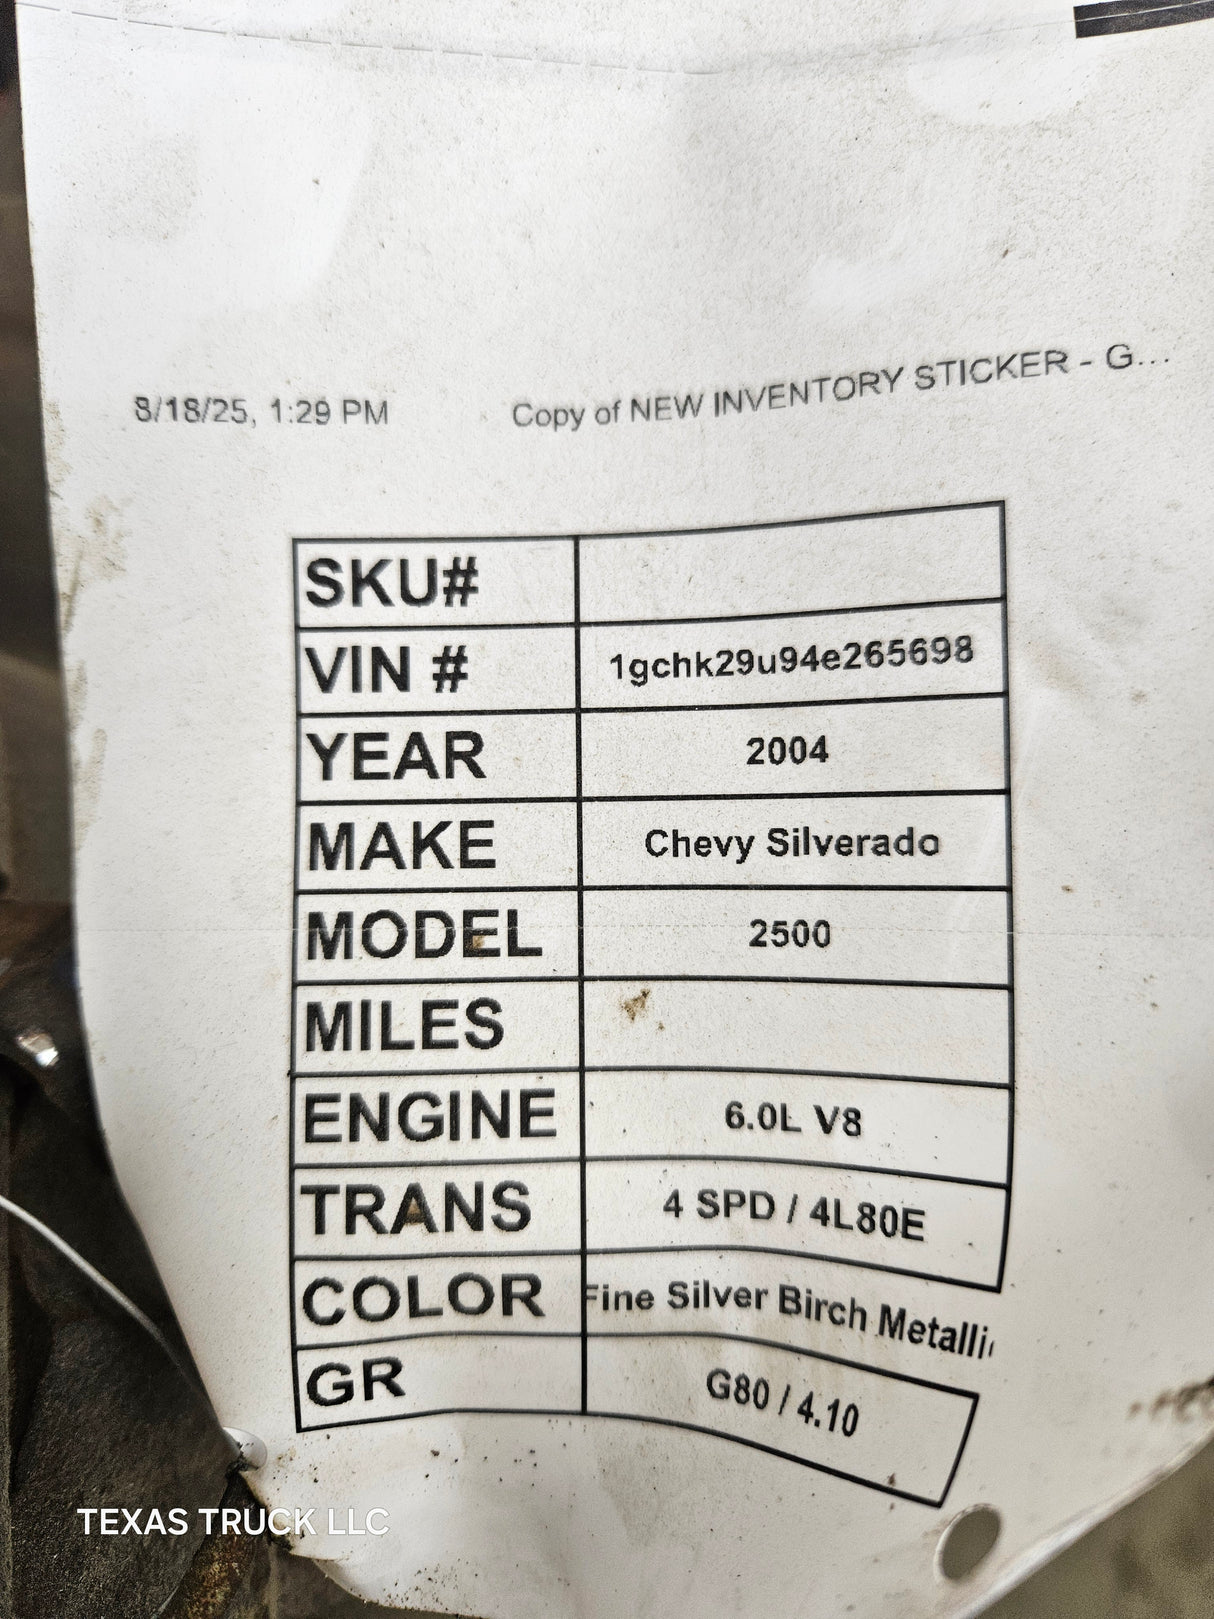 8/18/25, 1:29 PM Copy of NEW INVENTORY STICKER - G...
SKU#
VIN # 1gchk29u94e265698
YEAR 2004
MAKE Chevy Silverado
MODEL 2500
MILES
ENGINE 6.0L V8
TRANS 4 SPD / 4L80E
COLOR Fine Silver Birch Metallic
GR G80 / 4.10
TEXAS TRUCK LLC